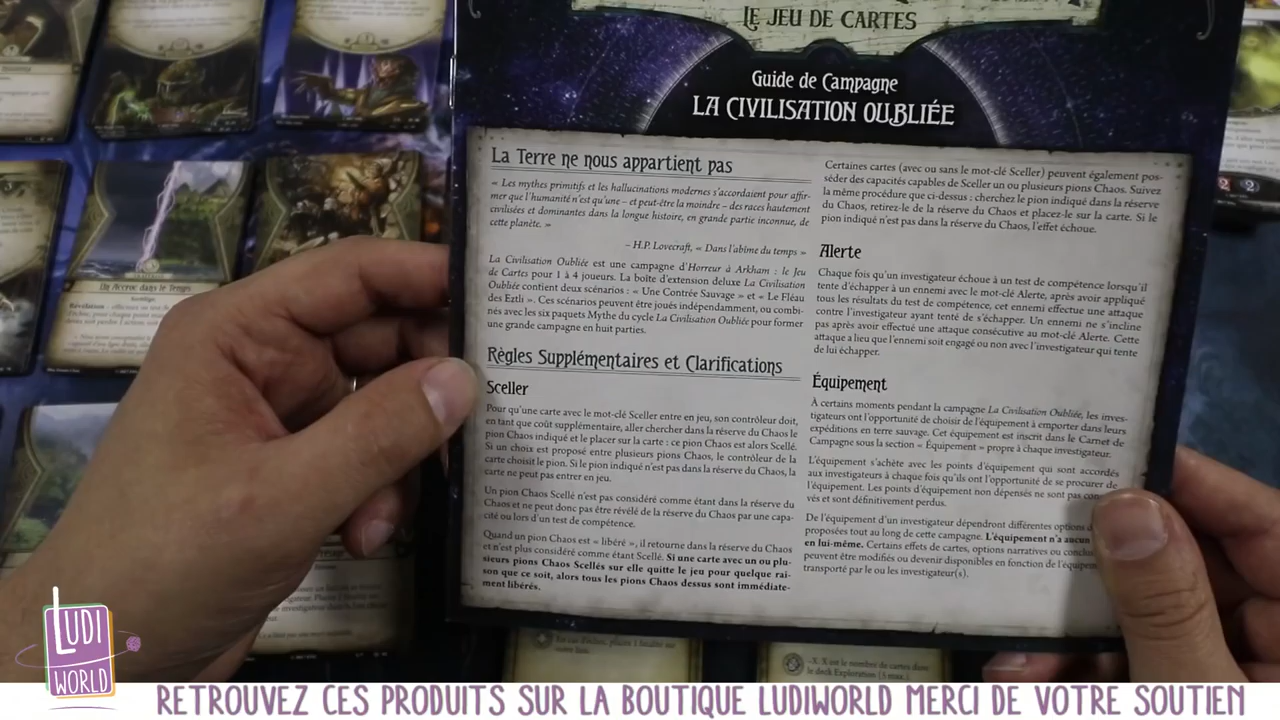 LE JEU DE CARTES
Guide de Campagne
LA CIVILISATION OUBLIÉE
La Terre ne nous appartient pas
« Les mythes primitifs et les hallucinations modernes s'accordaient pour affir-
mer que l'humanité n'est qu'une – et peut-être la moindre – des races hautement
civilisées et dominantes dans la longue histoire, en grande partie inconnue, de
cette planète. »
– H.P. Lovecraft, « Dans l'abîme du temps »
La Civilisation Oubliée est une campagne d'Horreur à Arkham : le Jeu
de Cartes pour 1 à 4 joueurs. La boîte d'extension deluxe La Civilisation
Oubliée contient deux scénarios : « Une Contrée Sauvage » et « Le Fléau
des Eztli ». Ces scénarios peuvent être joués indépendamment, ou combi-
nés avec les six paquets Mythe du cycle La Civilisation Oubliée pour former
une grande campagne en huit parties.
Règles Supplémentaires et Clarifications
Sceller
Pour qu'une carte avec le mot-clé Sceller entre en jeu, son contrôleur doit,
en tant que coût supplémentaire, aller chercher dans la réserve du Chaos le
pion Chaos indiqué et le placer sur la carte : ce pion Chaos est alors Scellé.
Si un choix est proposé entre plusieurs pions Chaos, le contrôleur de la
carte choisit le pion. Si le pion indiqué n'est pas dans la réserve du Chaos, la
carte ne peut pas entrer en jeu.
Un pion Chaos Scellé n'est pas considéré comme étant dans la réserve du
Chaos et ne peut donc pas être révélé de la réserve du Chaos par une capa-
cité ou lors d'un test de compétence.
Quand un pion Chaos est « libéré », il retourne dans la réserve du Chaos
et n'est plus considéré comme étant Scellé. Si une carte avec un ou plu-
sieurs pions Chaos Scellés sur elle quitte le jeu pour quelque rai-
son que ce soit, alors tous les pions Chaos dessus sont immédiate-
ment libérés.
Certaines cartes (avec ou sans le mot-clé Sceller) peuvent également pos-
séder des capacités capables de Sceller un ou plusieurs pions Chaos. Suivez
la même procédure que ci-dessus : cherchez le pion indiqué dans la réserve
du Chaos, retirez-le de la réserve du Chaos et placez-le sur la carte. Si le
pion indiqué n'est pas dans la réserve du Chaos, l'effet échoue.
Alerte
Chaque fois qu'un investigateur échoue à un test de compétence lorsqu'il
tente d'échapper à un ennemi avec le mot-clé Alerte, après avoir appliqué
tous les résultats du test de compétence, cet ennemi effectue une attaque
contre l'investigateur ayant tenté de s'échapper. Un ennemi ne s'incline
pas après avoir effectué une attaque consécutive au mot-clé Alerte. Cette
attaque a lieu que l'ennemi soit engagé ou non avec l'investigateur qui tente
de lui échapper.
Équipement
À certains moments pendant la campagne La Civilisation Oubliée, les inves-
tigateurs ont l'opportunité de choisir de l'équipement à emporter dans leurs
expéditions en terre sauvage. Cet équipement est inscrit dans le Carnet de
Campagne sous la section « Équipement » propre à chaque investigateur.
L'équipement s'achète avec les points d'équipement qui sont accordés
aux investigateurs à chaque fois qu'ils ont l'opportunité de se procurer de
l'équipement. Les points d'équipement non dépensés ne sont pas
vés et sont définitivement perdus.
De l'équipement d'un investigateur dépendront différentes options
proposées tout au long de cette campagne. L'équipement n'a aucun
en lui-même. Certains effets de cartes, options narratives ou
peuvent être modifiés ou devenir disponibles en fonction de
transporté par le ou les investigateur(s).
Un Accroc dans le Temps
Révélation
En cas d'échec, placez 1 fatalité sur
votre lieu.
–X. X est le nombre de cartes dans
le deck Exploration (5 max.).
LUDI
WORLD
RETROUVEZ CES PRODUITS SUR LA BOUTIQUE LUDIWORLD MERCI DE VOTRE SOUTIEN